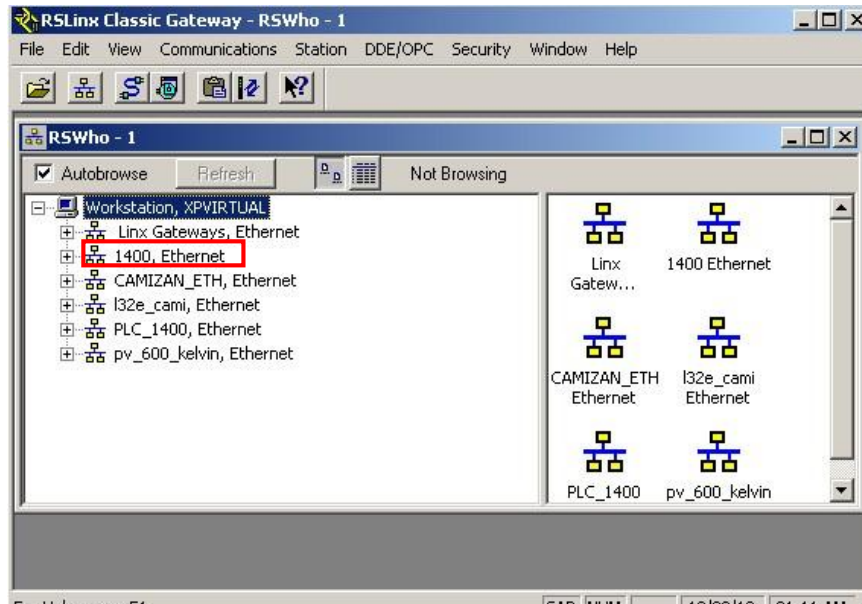 RSLinx Classic Gateway - RSWho - 1
File Edit View Communications Station DDE/OPC Security Window Help
RSWho - 1
Autobrowse Refresh Not Browsing
Workstation, XPVIRTUAL
Linx Gateways, Ethernet
1400, Ethernet
CAMIZAN_ETH, Ethernet
l32e_cami, Ethernet
PLC_1400, Ethernet
pv_600_kelvin, Ethernet
Linx Gatew...
1400 Ethernet
CAMIZAN_ETH Ethernet
l32e_cami Ethernet
PLC_1400
pv_600_kelvin